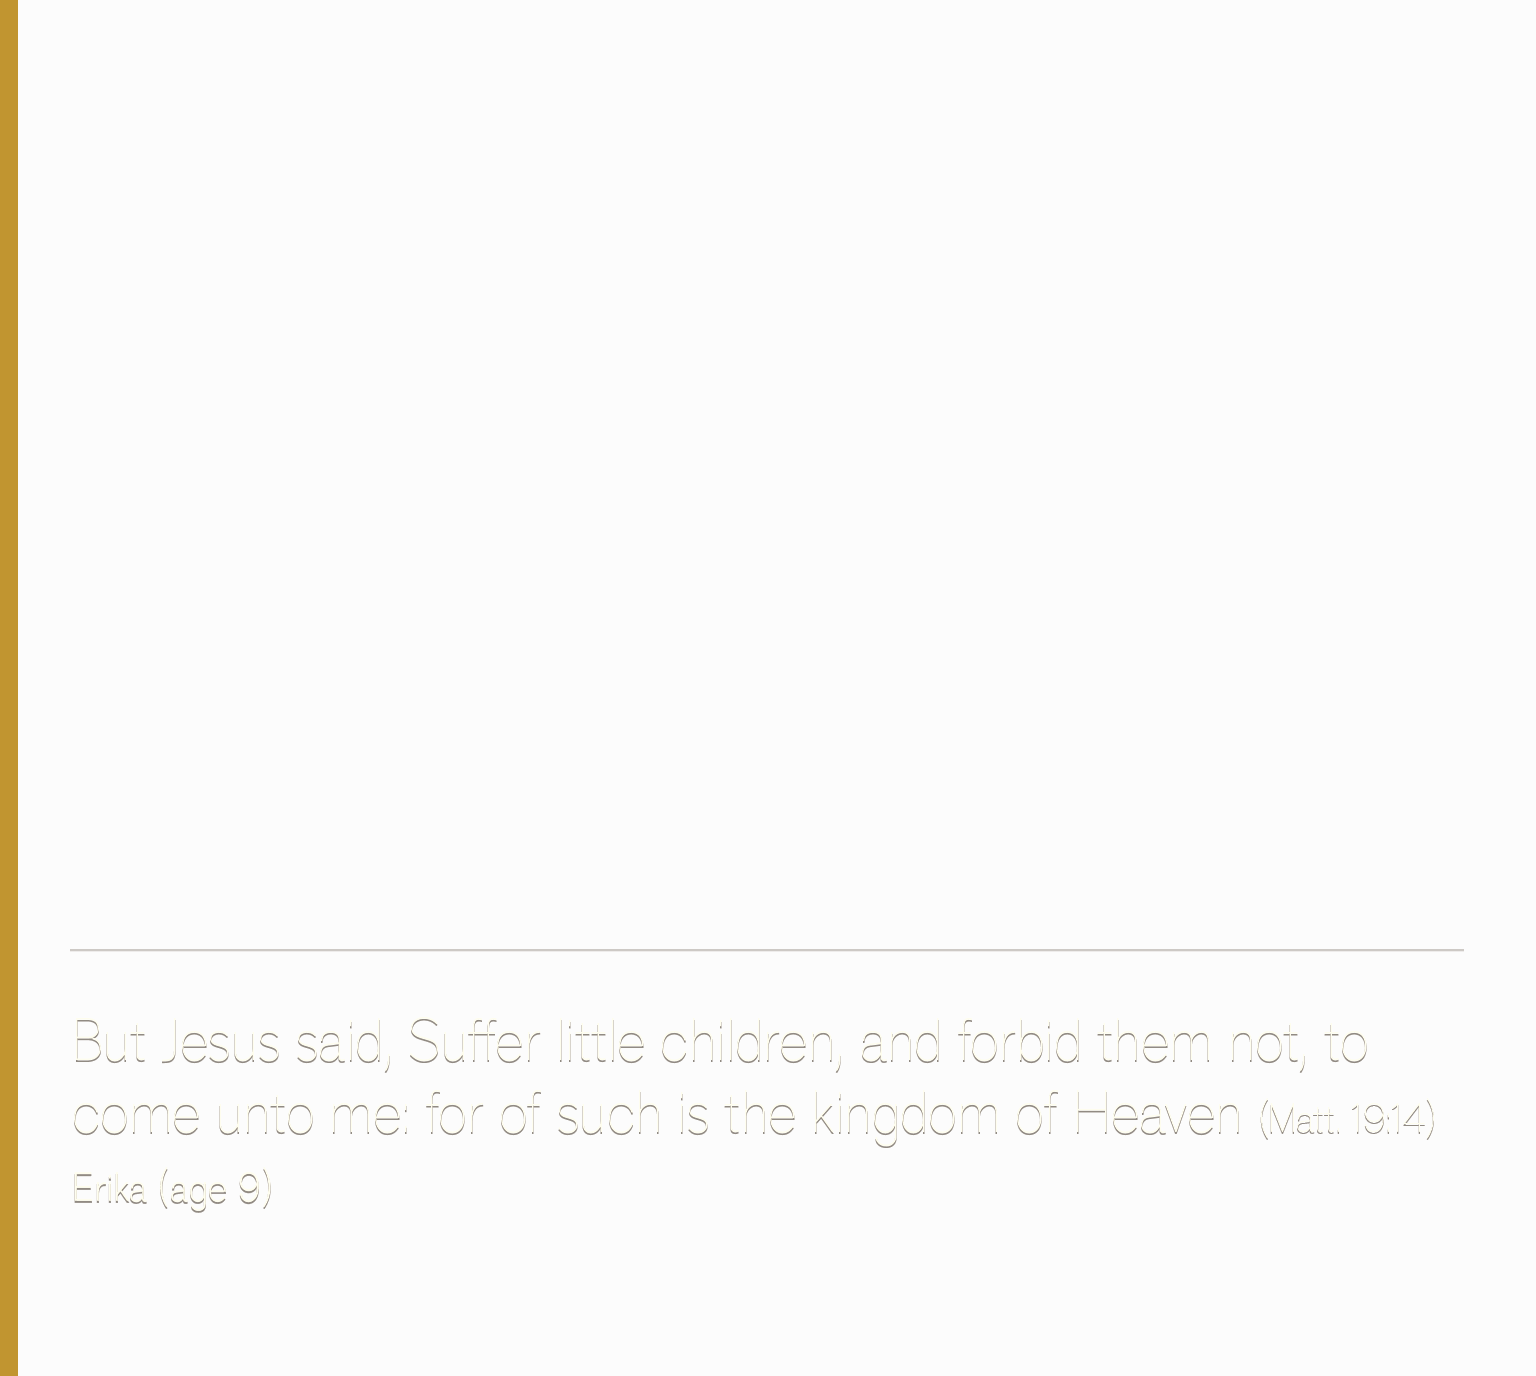 But Jesus said, Suffer little children, and forbid them not, to
come unto me: for of such is the kingdom of Heaven (Matt. 19:14)
Erika (age 9)